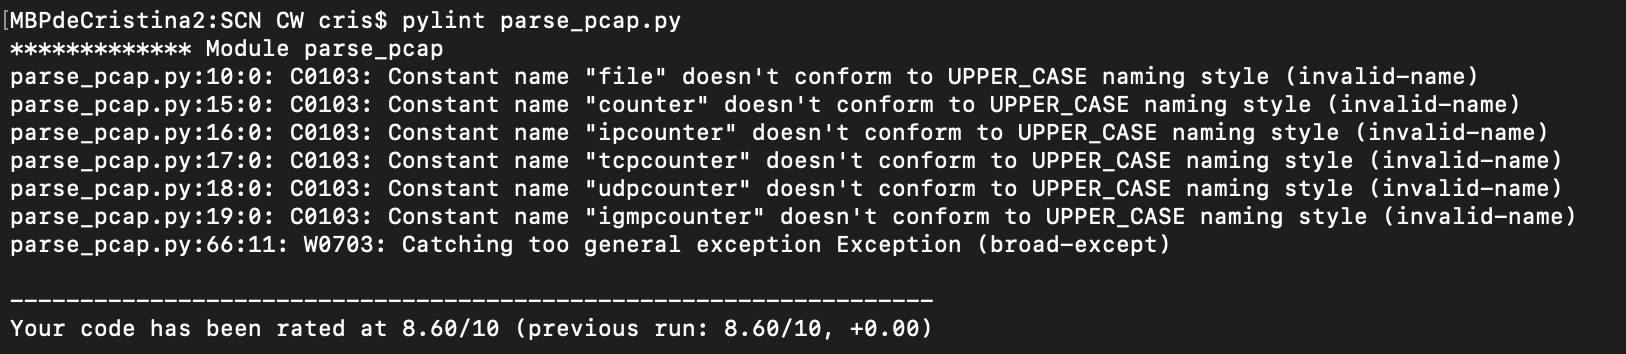 [MBPdeCristina2:SCN CW cris$ pylint parse_pcap.py
************* Module parse_pcap
parse_pcap.py:10:0: C0103: Constant name "file" doesn't conform to UPPER_CASE naming style (invalid-name)
parse_pcap.py:15:0: C0103: Constant name "counter" doesn't conform to UPPER_CASE naming style (invalid-name)
parse_pcap.py:16:0: C0103: Constant name "ipcounter" doesn't conform to UPPER_CASE naming style (invalid-name)
parse_pcap.py:17:0: C0103: Constant name "tcpcounter" doesn't conform to UPPER_CASE naming style (invalid-name)
parse_pcap.py:18:0: C0103: Constant name "udpcounter" doesn't conform to UPPER_CASE naming style (invalid-name)
parse_pcap.py:19:0: C0103: Constant name "igmpcounter" doesn't conform to UPPER_CASE naming style (invalid-name)
parse_pcap.py:66:11: W0703: Catching too general exception Exception (broad-except)
------------------------------------------------------------------
Your code has been rated at 8.60/10 (previous run: 8.60/10, +0.00)